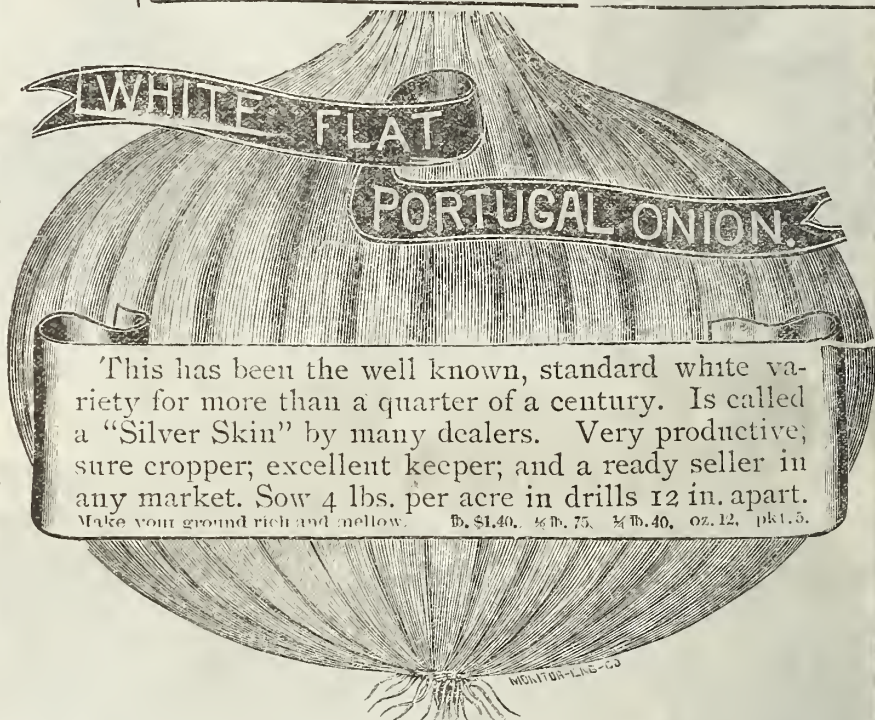 WHITE FLAT
PORTUGAL ONION.
This has been the well known, standard white va-
riety for more than a quarter of a century. Is called
a "Silver Skin" by many dealers. Very productive;
sure cropper; excellent keeper; and a ready seller in
any market. Sow 4 lbs. per acre in drills 12 in. apart.
Make your ground rich and mellow. lb. $1.40. ½ lb. 75. ¼ lb. 40. oz. 12. pkt. 5.
MONITOR-ENG-CO